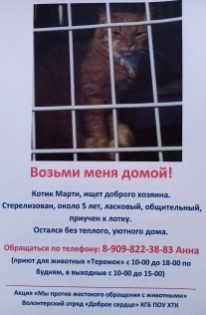 Возьми меня домой!
Котик Марти, ищет доброго хозяина.
Стерелизован, около 5 лет, ласковый, общительный,
приучен к лотку.
Остался без теплого, уютного дома.
Обращаться по телефону: 8-909-822-38-83 Анна
(приют для животных «Теремок» с 10-00 до 18-00 по
будням, в выходные с 10-00 до 15-00)
Акция «Мы против жестокого обращения с животными»
Волонтерский отряд «Доброе сердце» КГБ ПОУ ХТК